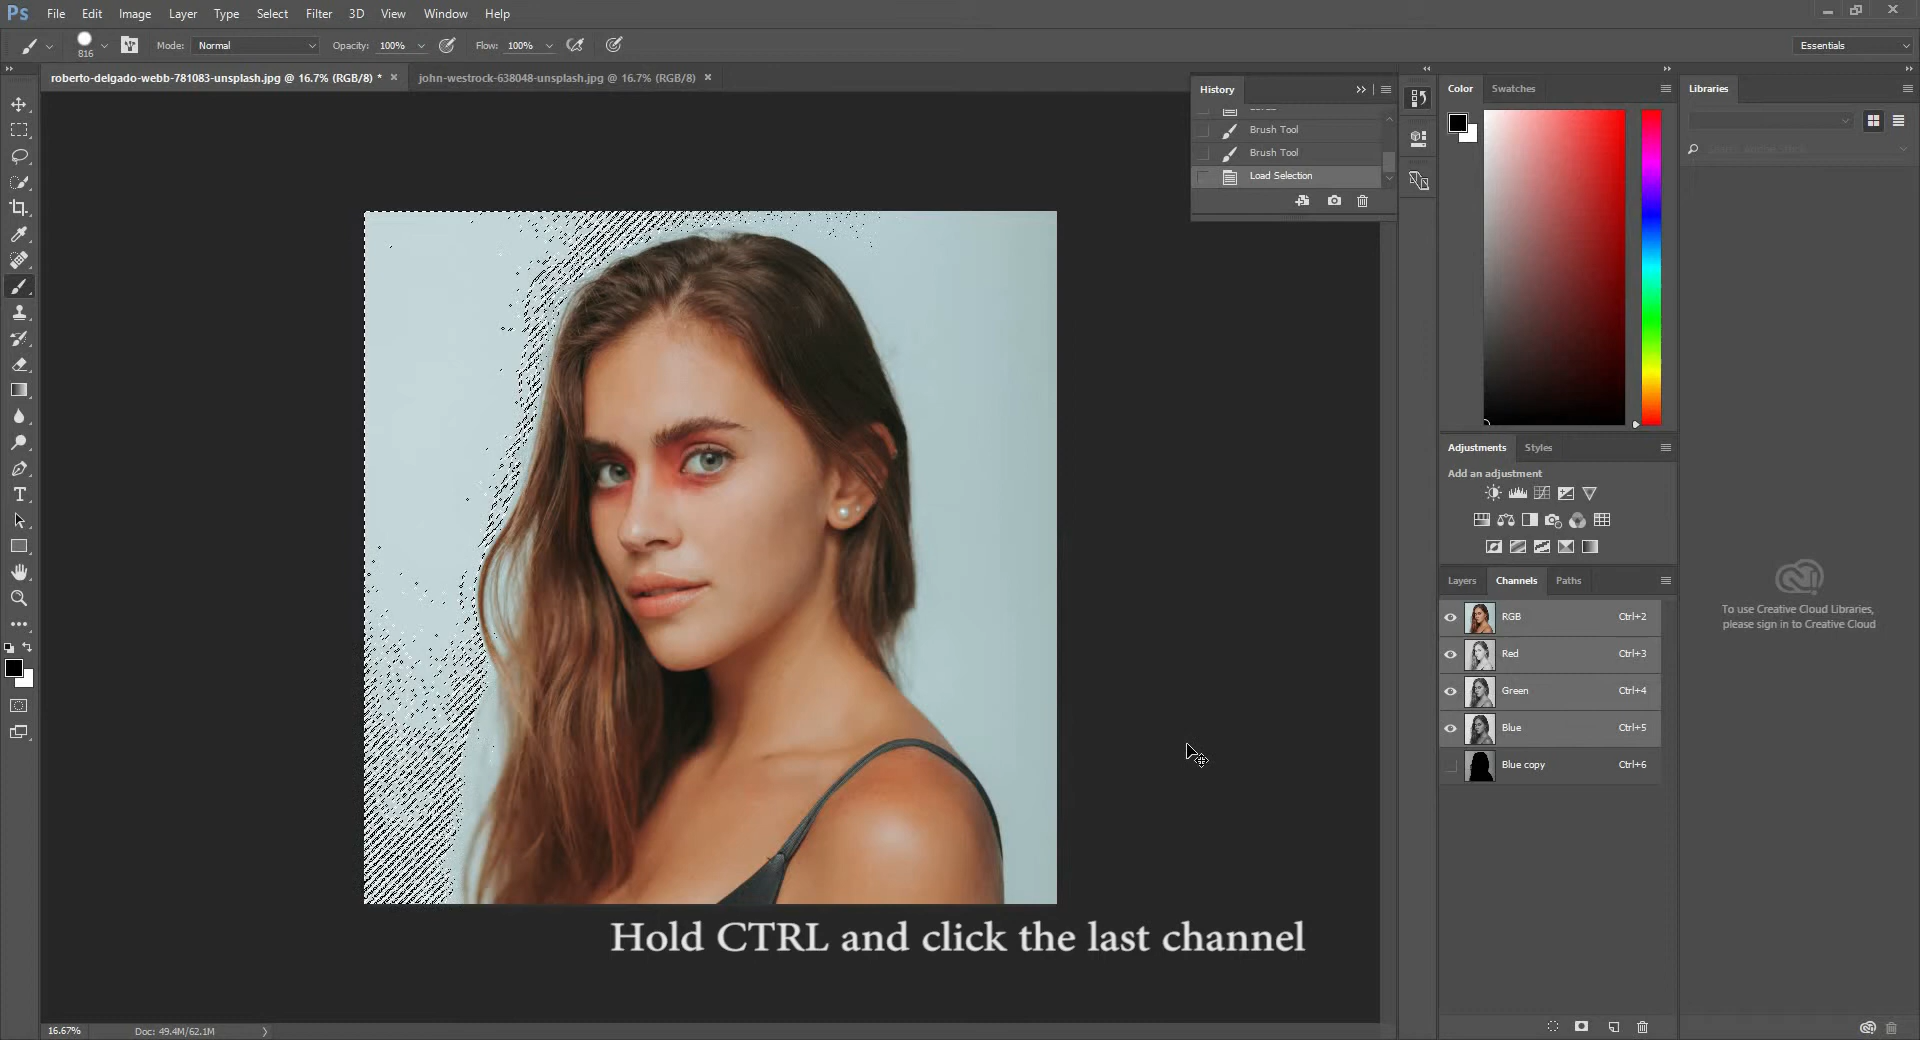 Ps File Edit Image Layer Type Select Filter 3D View Window Help
816 Mode: Normal Opacity: 100% Flow: 100% Essentials
roberto-delgado-webb-781083-unsplash.jpg @ 16.7% (RGB/8) * × john-westrock-638048-unsplash.jpg @ 16.7% (RGB/8) ×
History
Brush Tool
Brush Tool
Load Selection
Color Swatches
Libraries
Adjustments Styles
Add an adjustment
Layers Channels Paths
RGB Ctrl+2
Red Ctrl+3
Green Ctrl+4
Blue Ctrl+5
Blue copy Ctrl+6
To use Creative Cloud Libraries,
please sign in to Creative Cloud
Hold CTRL and click the last channel
16.67% Doc: 49.4M/62.1M